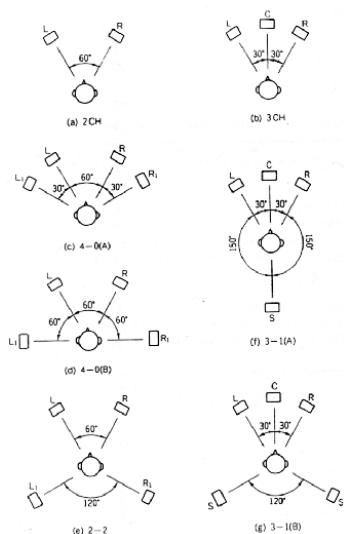 L R
60°
(a) 2CH
L C R
30° 30°
(b) 3CH
L R
L₁ 30° 60° 30° R₁
(c) 4-0(A)
L R
60° 60° 60°
L₁ R₁
(d) 4-0(B)
L R
60°
L₁ R₁
120°
(e) 2-2
L C R
30° 30°
150° 150°
S
(f) 3-1(A)
L C R
30° 30°
S S
120°
(g) 3-1(B)